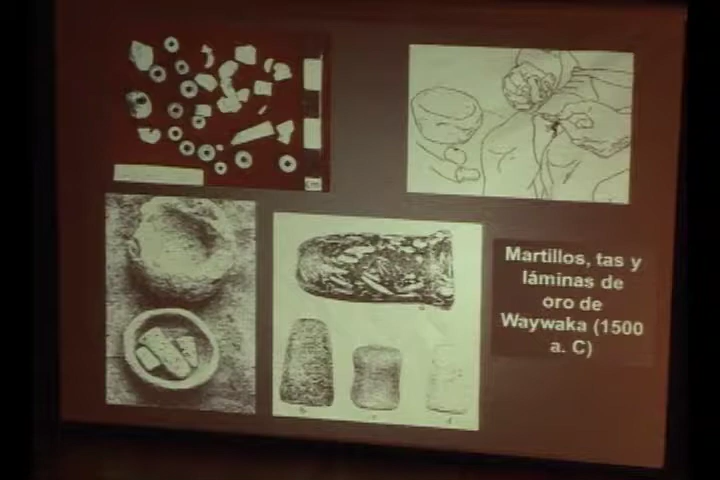 Martillos, tas y
láminas de
oro de
Waywaka (1500
a. C)